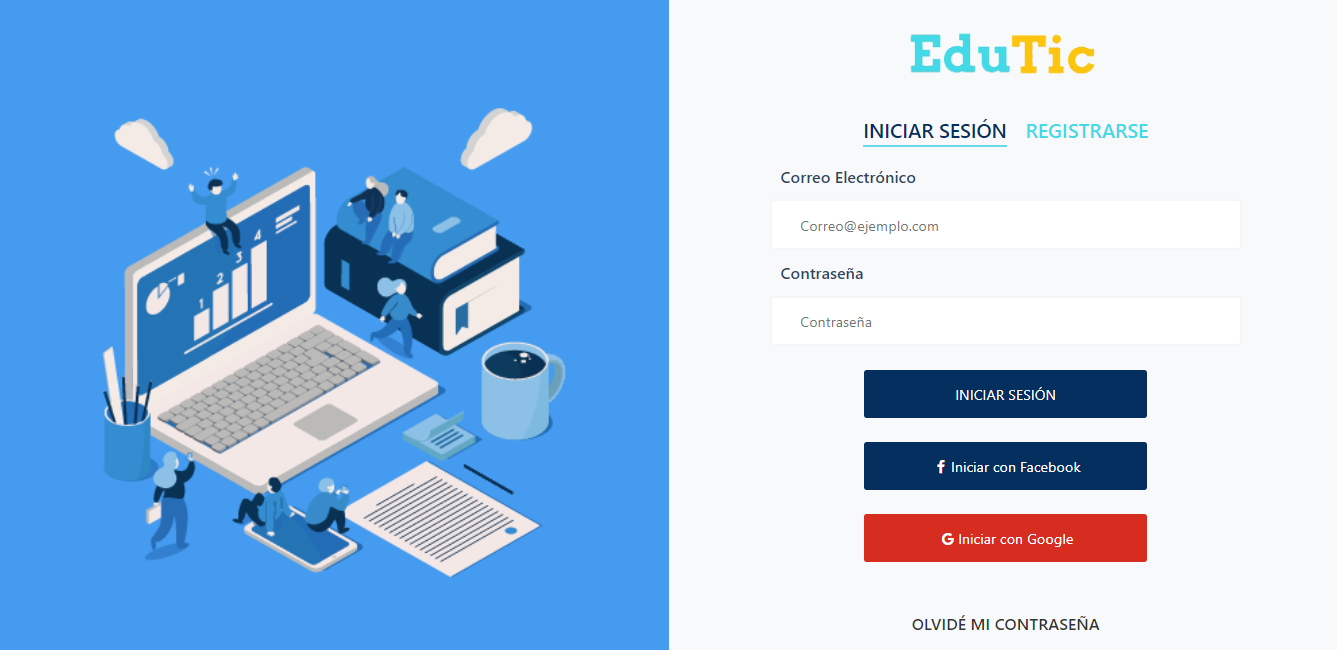 EduTic
INICIAR SESIÓN REGISTRARSE
Correo Electrónico
Correo@ejemplo.com
Contraseña
Contraseña
INICIAR SESIÓN
Iniciar con Facebook
G Iniciar con Google
OLVIDÉ MI CONTRASEÑA
1 2 3 4